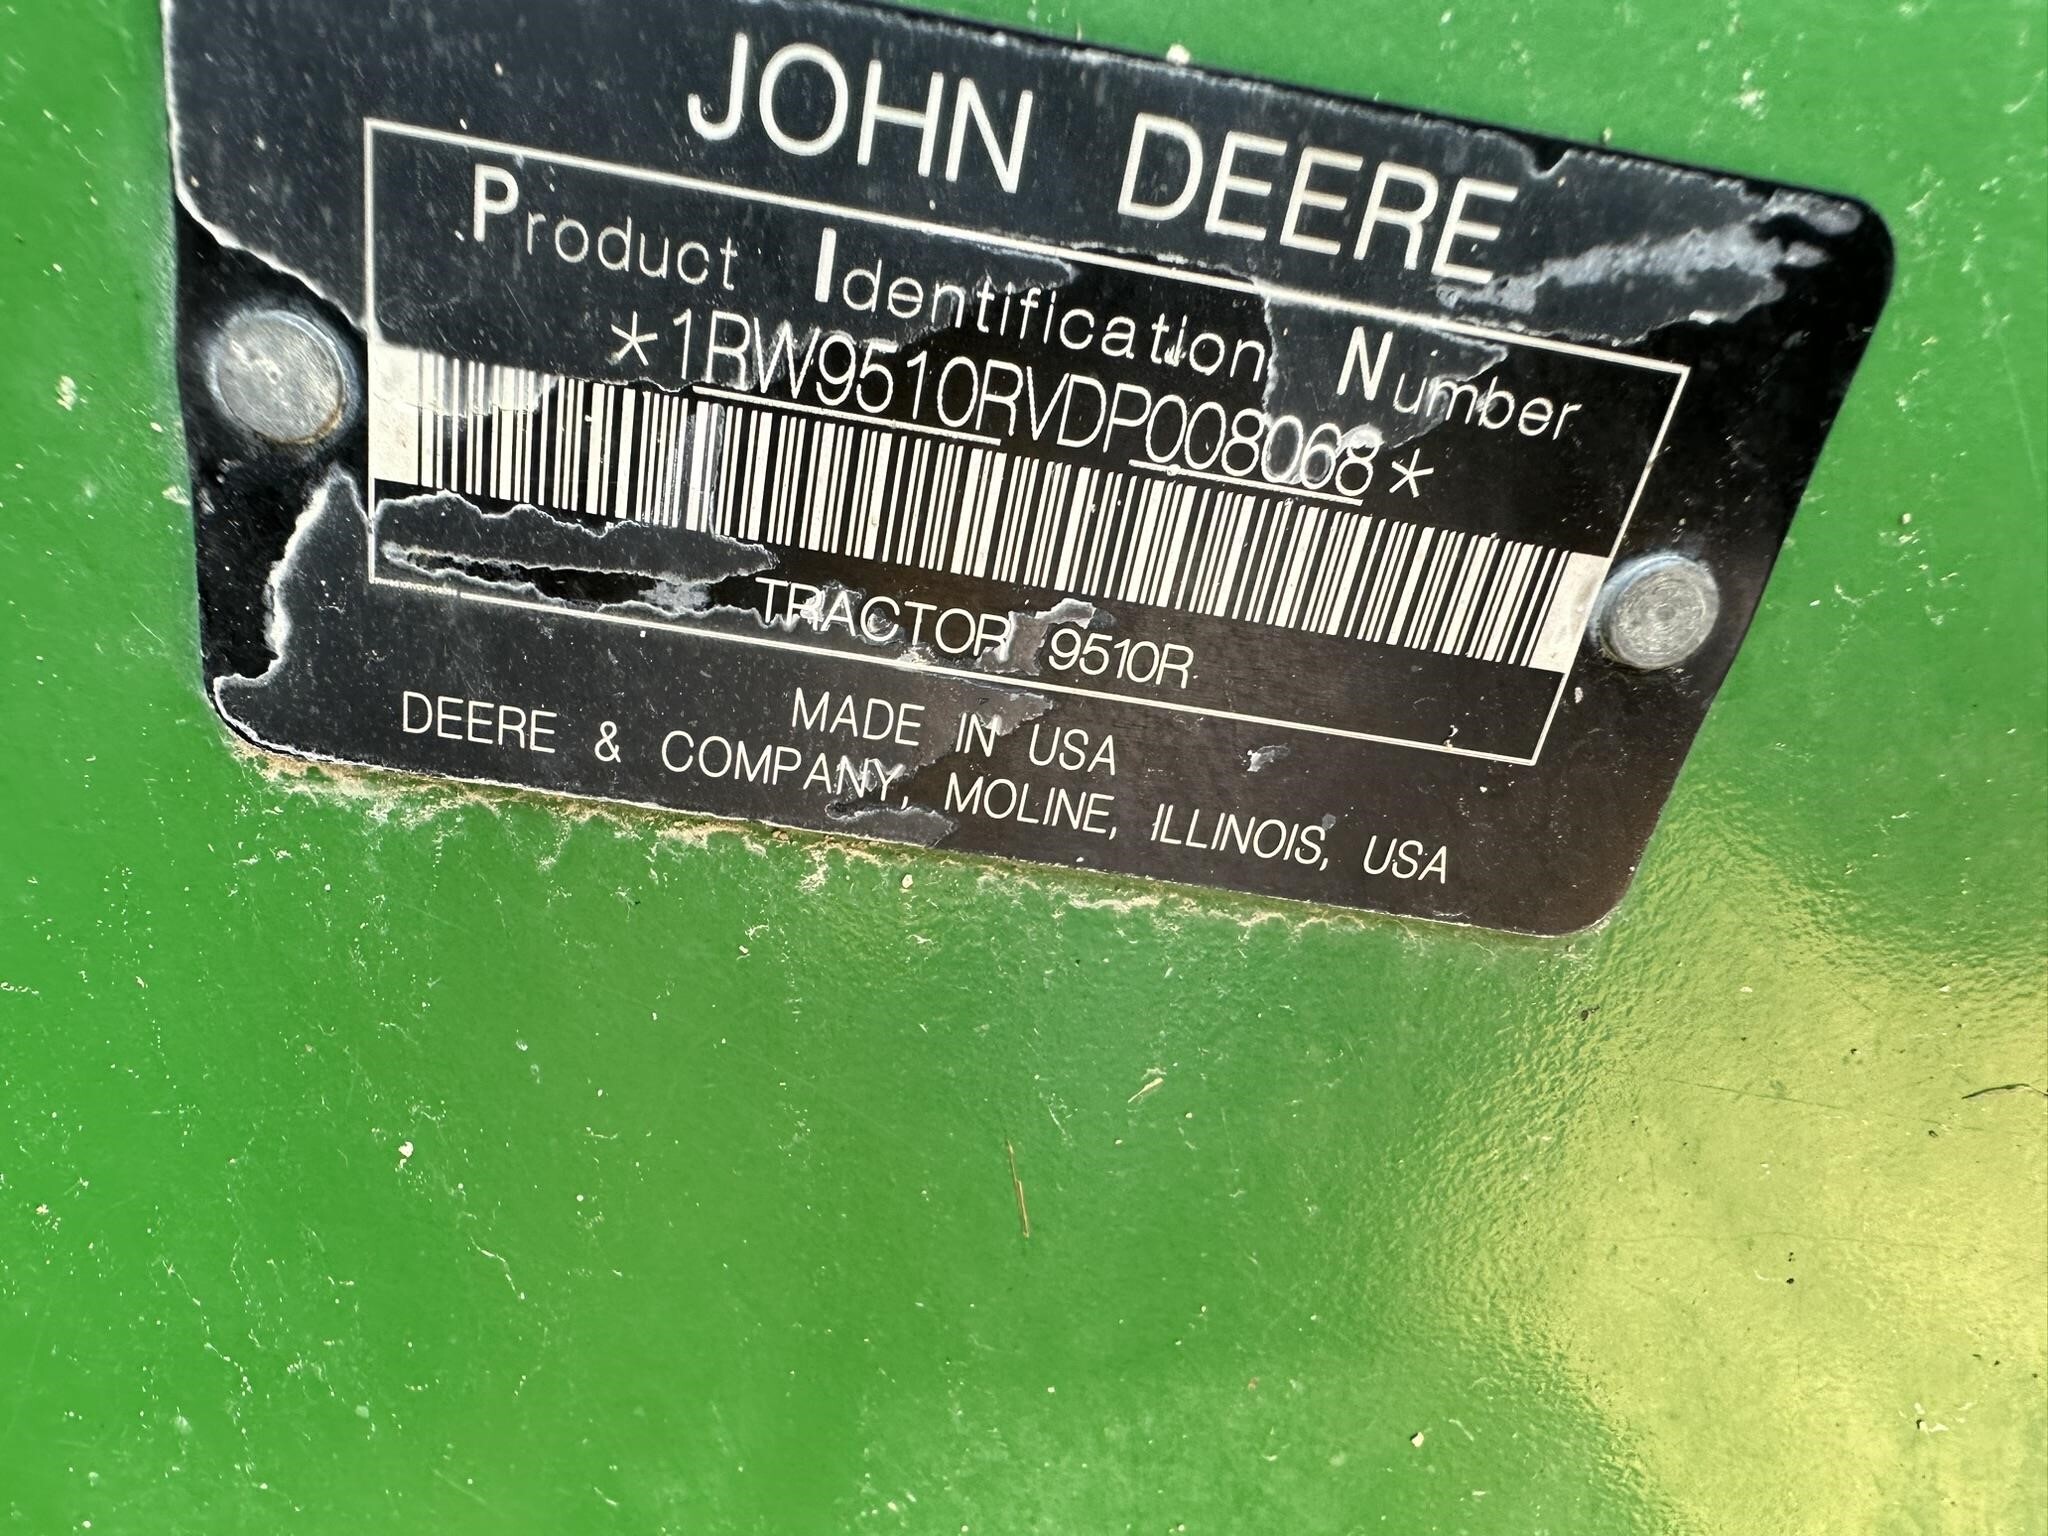 JOHN DEERE
Product Identification Number
*1RW9510RVDP008068*
TRACTOR 9510R
MADE IN USA
DEERE & COMPANY, MOLINE, ILLINOIS, USA